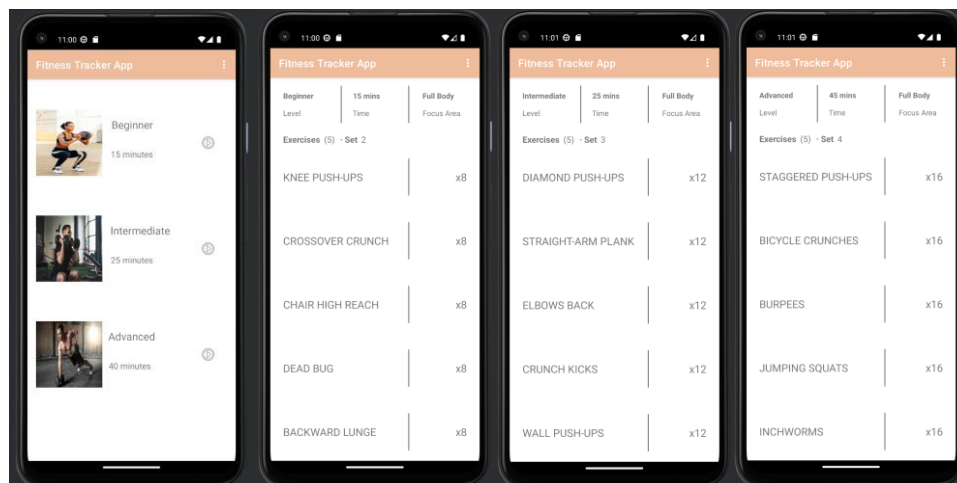 11:00
Fitness Tracker App
Beginner
15 minutes
Intermediate
25 minutes
Advanced
40 minutes
11:00
Fitness Tracker App
Beginner 15 mins Full Body
Level Time Focus Area
Exercises (5) · Set 2
KNEE PUSH-UPS x8
CROSSOVER CRUNCH x8
CHAIR HIGH REACH x8
DEAD BUG x8
BACKWARD LUNGE x8
11:01
Fitness Tracker App
Intermediate 25 mins Full Body
Level Time Focus Area
Exercises (5) · Set 3
DIAMOND PUSH-UPS x12
STRAIGHT-ARM PLANK x12
ELBOWS BACK x12
CRUNCH KICKS x12
WALL PUSH-UPS x12
11:01
Fitness Tracker App
Advanced 45 mins Full Body
Level Time Focus Area
Exercises (5) · Set 4
STAGGERED PUSH-UPS x16
BICYCLE CRUNCHES x16
BURPEES x16
JUMPING SQUATS x16
INCHWORMS x16